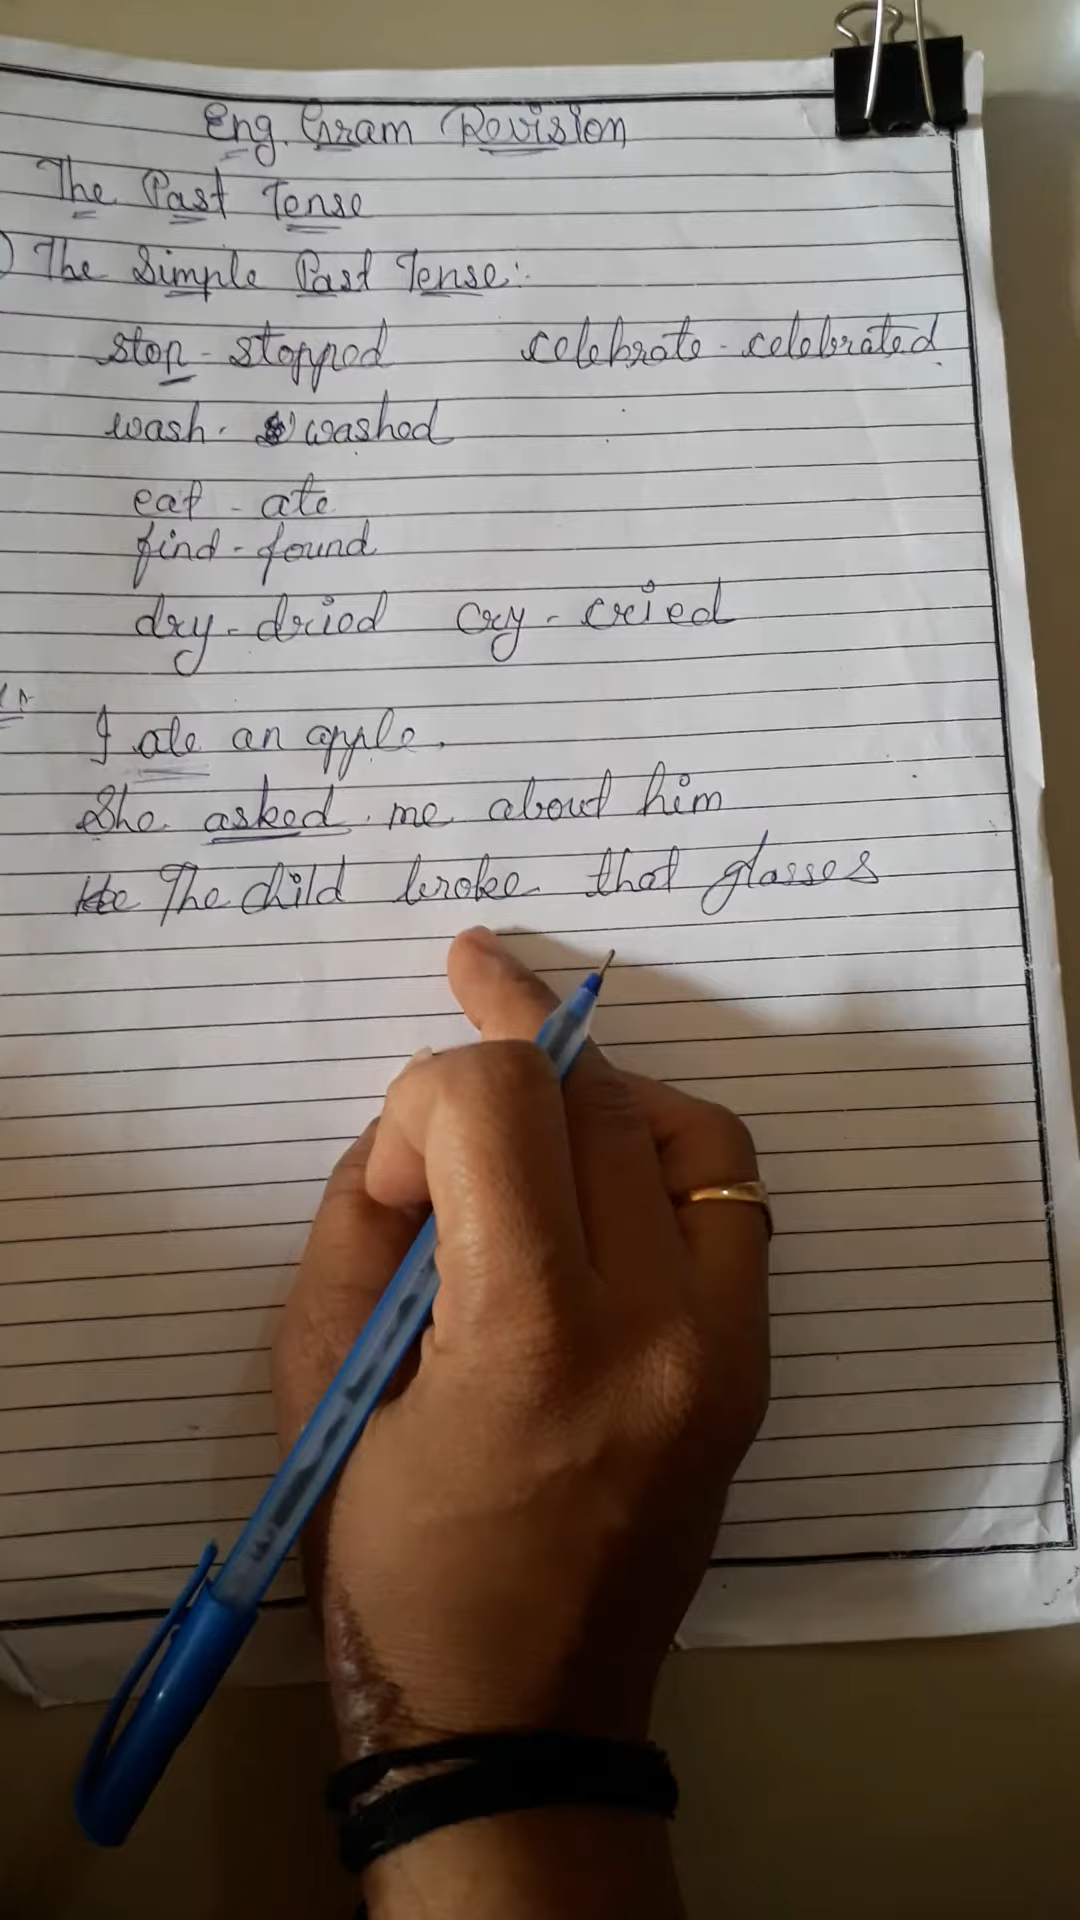 Eng. Gram Revision
The Past Tense
) The Simple Past Tense:-
stop - stopped celebrate - celebrated
wash - washed
eat - ate
find - found
dry - dried cry - cried
I ate an apple.
She asked me about him
He The child broke that glasses